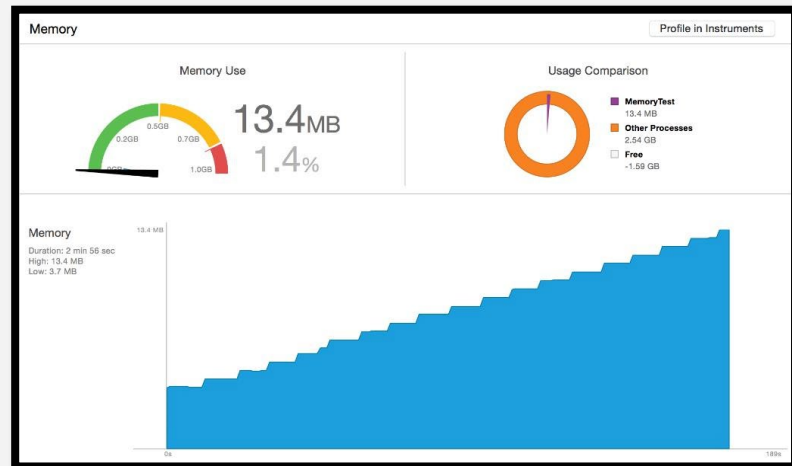 Memory
Profile in Instruments
Memory Use
0GB
0.2GB
0.5GB
0.7GB
1.0GB
13.4MB
1.4%
Usage Comparison
MemoryTest
13.4 MB
Other Processes
2.54 GB
Free
-1.59 GB
Memory
Duration: 2 min 56 sec
High: 13.4 MB
Low: 3.7 MB
13.4 MB
0s
189s